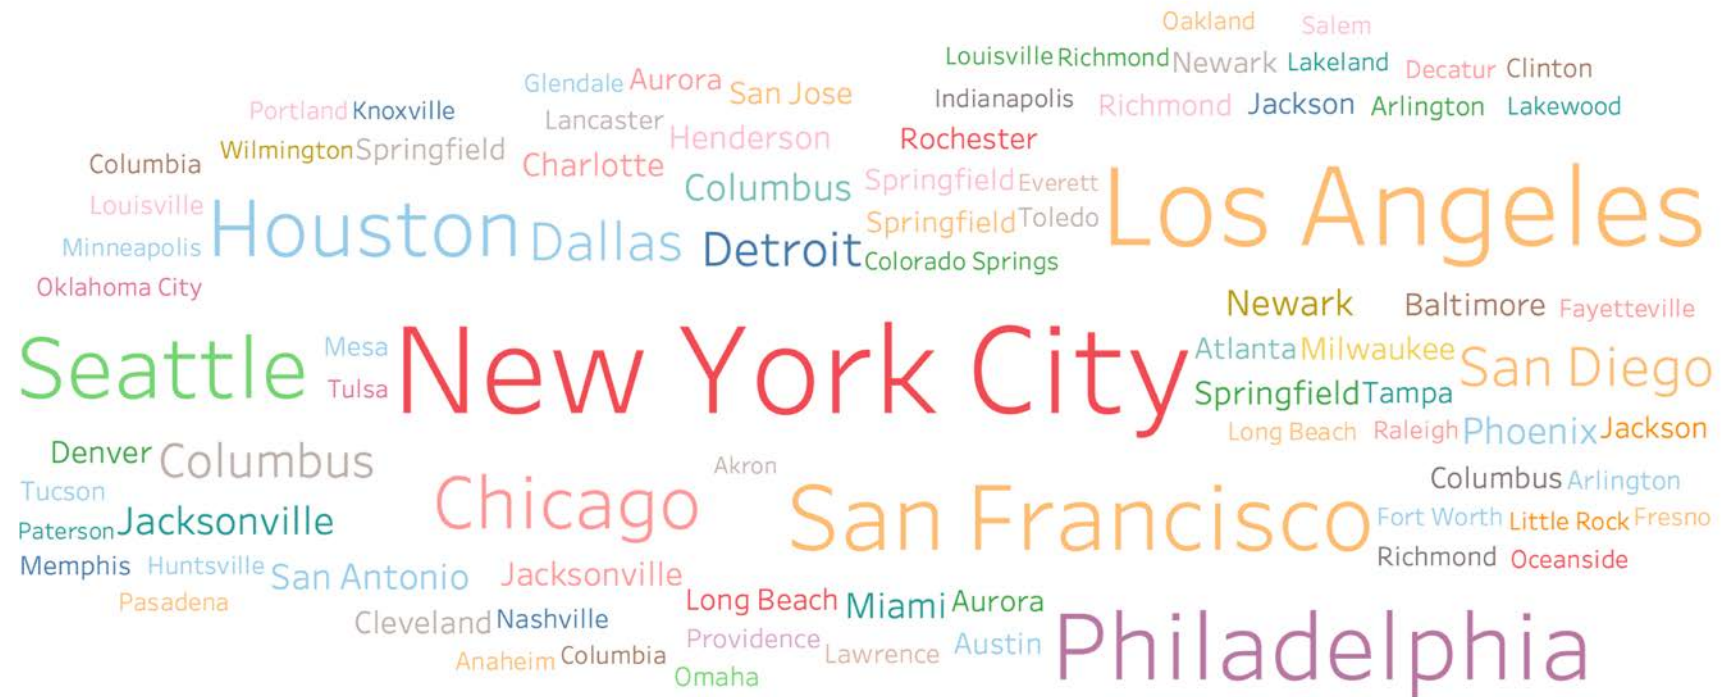 Oakland Salem
Louisville Richmond Newark Lakeland Decatur Clinton
Glendale Aurora San Jose Indianapolis Richmond Jackson Arlington Lakewood
Portland Knoxville Lancaster Henderson Rochester
Columbia Wilmington Springfield Charlotte Columbus Springfield Everett
Louisville Houston Dallas Detroit Springfield Toledo Los Angeles
Minneapolis Colorado Springs
Oklahoma City Newark Baltimore Fayetteville
Seattle Mesa New York City Atlanta Milwaukee San Diego
Tulsa Springfield Tampa
Long Beach Raleigh Phoenix Jackson
Denver Columbus Akron Columbus Arlington
Tucson Chicago San Francisco Fort Worth Little Rock Fresno
Paterson Jacksonville
Memphis Huntsville San Antonio Jacksonville Richmond Oceanside
Pasadena Long Beach Miami Aurora
Cleveland Nashville Providence Lawrence Austin Philadelphia
Anaheim Columbia Omaha